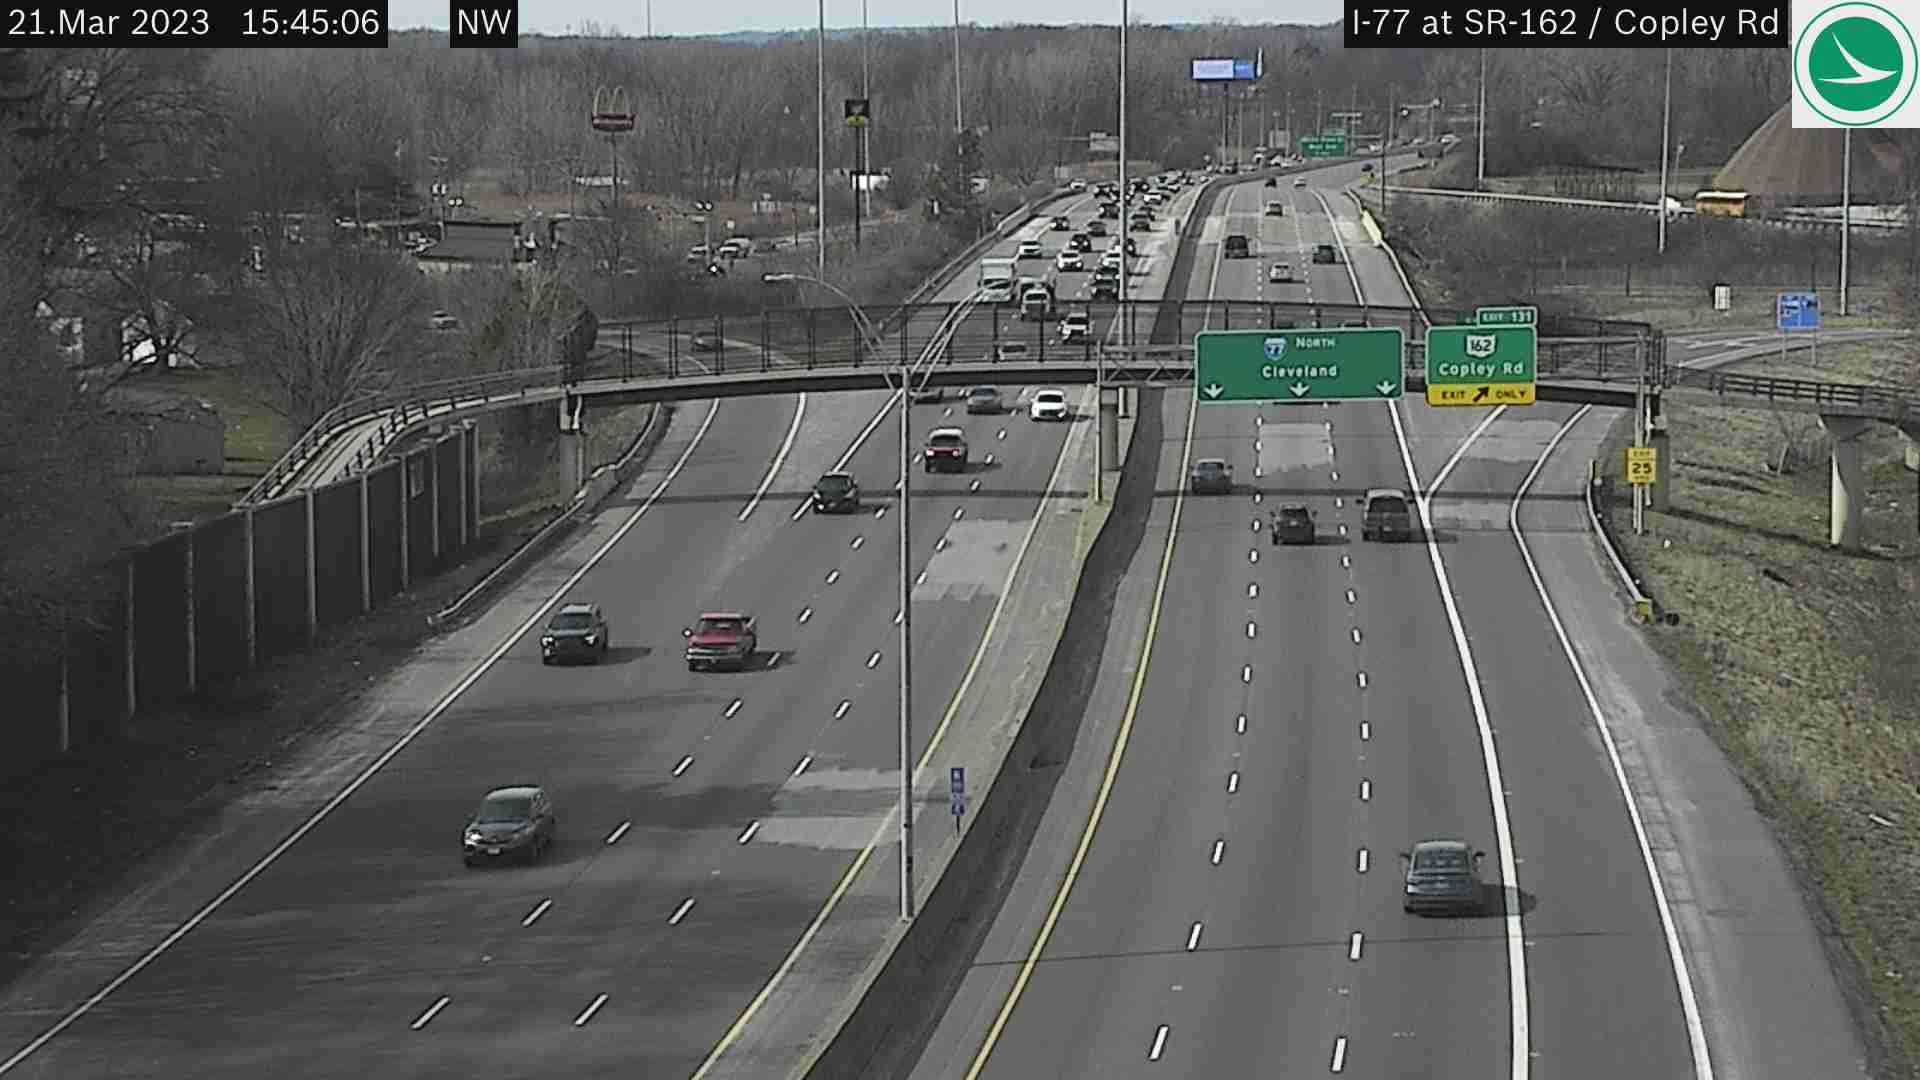 21.Mar 2023 15:45:06
NW
I-77 at SR-162 / Copley Rd
EXIT 131
77 NORTH
Cleveland
162
Copley Rd
EXIT ONLY
EXIT
25